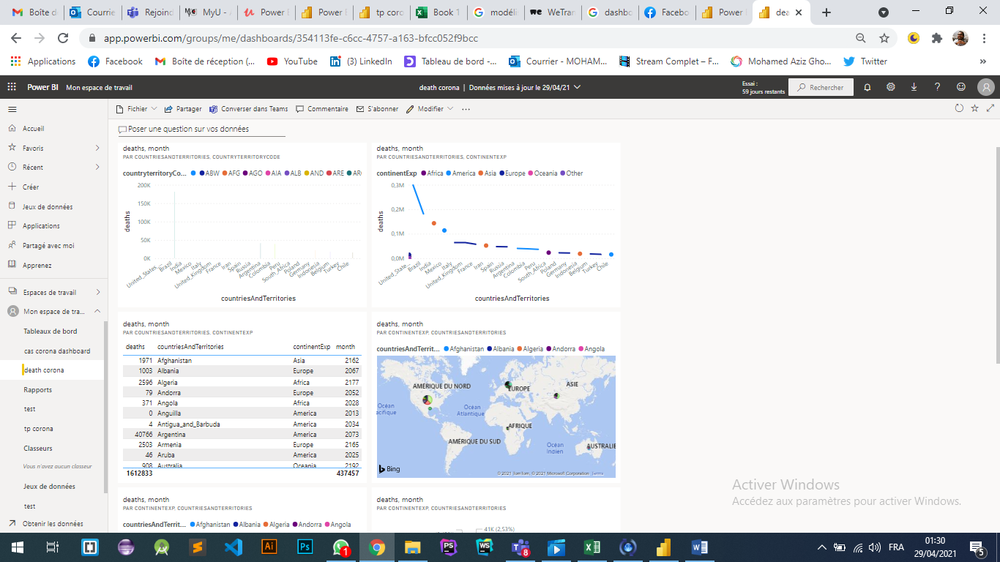 Boîte d
Courrie
Rejoind
MyU - A
Power 
Power 
tp coro
Book 1
modéli
WeTran
dashbo
Facebo
Power 
dea
app.powerbi.com/groups/me/dashboards/354113fe-c6cc-4757-a163-bfcc052f9bcc
Applications
Facebook
Boîte de réception (...
YouTube
(3) LinkedIn
Tableau de bord -...
Courrier - MOHAM...
Stream Complet – F...
Mohamed Aziz Gho...
Twitter
»
Power BI Mon espace de travail
death corona | Données mises à jour le 29/04/21
Essai :
59 jours restants
Rechercher
Accueil
Favoris
Récent
Créer
Jeux de données
Applications
Partagé avec moi
Apprenez
Espaces de travail
Mon espace de tra...
Tableaux de bord
cas corona dashboard
death corona
Rapports
test
tp corona
Classeurs
Vous n'avez aucun classeur
Jeux de données
test
Obtenir les données
Fichier
Partager
Converser dans Teams
Commentaire
S'abonner
Modifier
...
Poser une question sur vos données
deaths, month
PAR COUNTRIESANDTERRITORIES, COUNTRYTERRITORYCODE
countryterritoryCo... ABW AFG AGO AIA ALB AND ARE AR
200K
150K
100K
50K
0K
deaths
United_States... Brazil India Mexico Italy United_Kingdom France Iran Spain Russia Argentina Colombia Peru South_Africa Poland Germany Indonesia Belgium Turkey Chile
countriesAndTerritories
deaths, month
PAR COUNTRIESANDTERRITORIES, CONTINENTEXP
continentExp Africa America Asia Europe Oceania Other
0,3M
0,2M
0,1M
0,0M
deaths
United_State... Brazil India Mexico Italy United_Kingdom France Iran Spain Russia Argentina Colombia Peru South_Africa Poland Germany Indonesia Belgium Turkey Chile
countriesAndTerritories
deaths, month
PAR COUNTRIESANDTERRITORIES, CONTINENTEXP
deaths countriesAndTerritories continentExp month
1971 Afghanistan Asia 2162
1003 Albania Europe 2067
2596 Algeria Africa 2177
79 Andorra Europe 2052
371 Angola Africa 2028
0 Anguilla America 2013
4 Antigua_and_Barbuda America 2034
40766 Argentina America 2073
2503 Armenia Europe 2165
46 Aruba America 2025
908 Australia Oceania 2192
1612833 437457
deaths, month
PAR CONTINENTEXP, COUNTRIESANDTERRITORIES
countriesAndTerrit... Afghanistan Albania Algeria Andorra Angola
AMÉRIQUE DU NORD
EUROPE
ASIE
Océan
acifique
Océan
Atlantique
AFRIQUE
AMÉRIQUE DU SUD
Océan
Indien
AUSTRALIE
Bing
© 2021 TomTom, © 2021 Microsoft Corporation Terms
deaths, month
PAR CONTINENTEXP, COUNTRIESANDTERRITORIES
countriesAndTerrit... Afghanistan Albania Algeria Andorra Angola
deaths, month
PAR CONTINENTEXP, COUNTRIESANDTERRITORIES
41K (2,53%)
Activer Windows
Accédez aux paramètres pour activer Windows.
Ai
Ps
1
PS
WS
8
FRA
01:30
29/04/2021
5